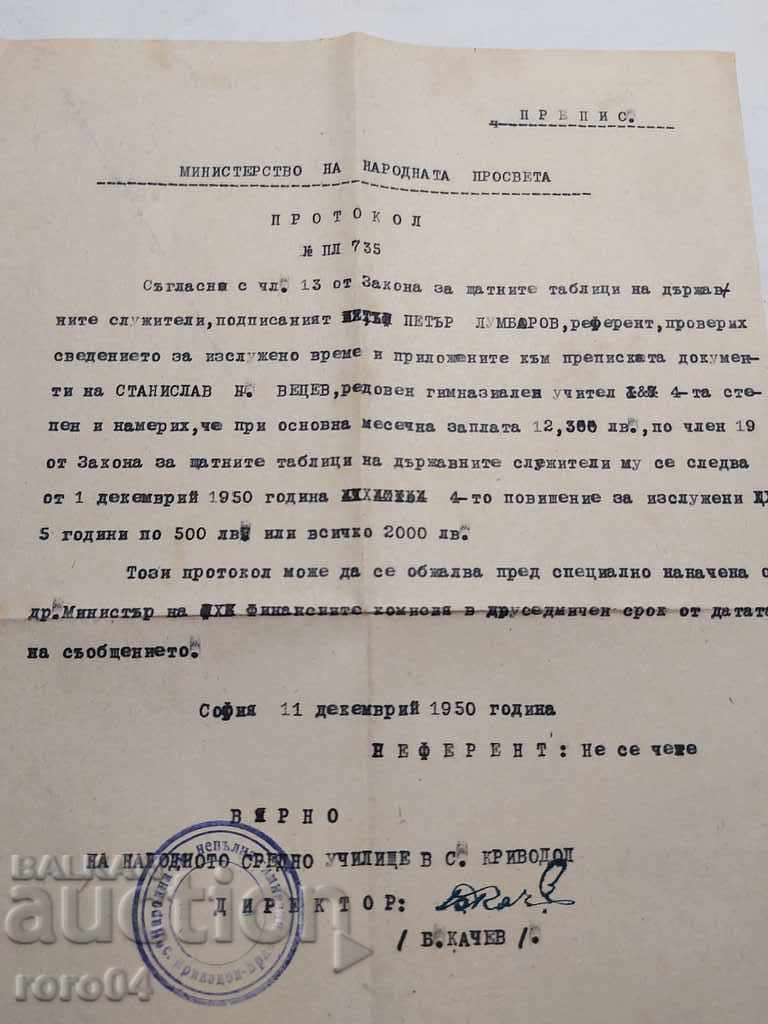 ПРЕПИС.
МИНИСТЕРСТВО НА НАРОДНАТА ПРОСВЕТА
ПРОТОКОЛ
№ ПЛ 735
Съгласно с чл. 13 от Закона за щатните таблици на държав/
ните служители, подписаният ПЕТЪР ЛУМБАРОВ, референт, проверих
сведението за изслужено време и приложените към преписката докумен-
ти на СТАНИСЛАВ Н. ВЕЦЕВ, редовен гимназиален учител 4-та сте-
пен и намерих, че при основна месечна заплата 12,300 лв., по член 19
от Закона за щатните таблици на държавните служители му се следва
от 1 декемврий 1950 година 4-то повишение за изслужени
5 години по 500 лв или всичко 2000 лв.
Този протокол може да се обжалва пред специално наначена о
др. Министър на Финансиите комисия в друседмичен срок от датата
на съобщението.
София 11 декемврий 1950 година
НЕФЕРЕНТ: Не се чете
ВЯРНО
НА НАРОДНОТО СРЕДНО УЧИЛИЩЕ В С. КРИВОДОЛ
ДИРЕКТОР:
/ Б. КАЧЕВ /.
BALKAN
auction
roro04